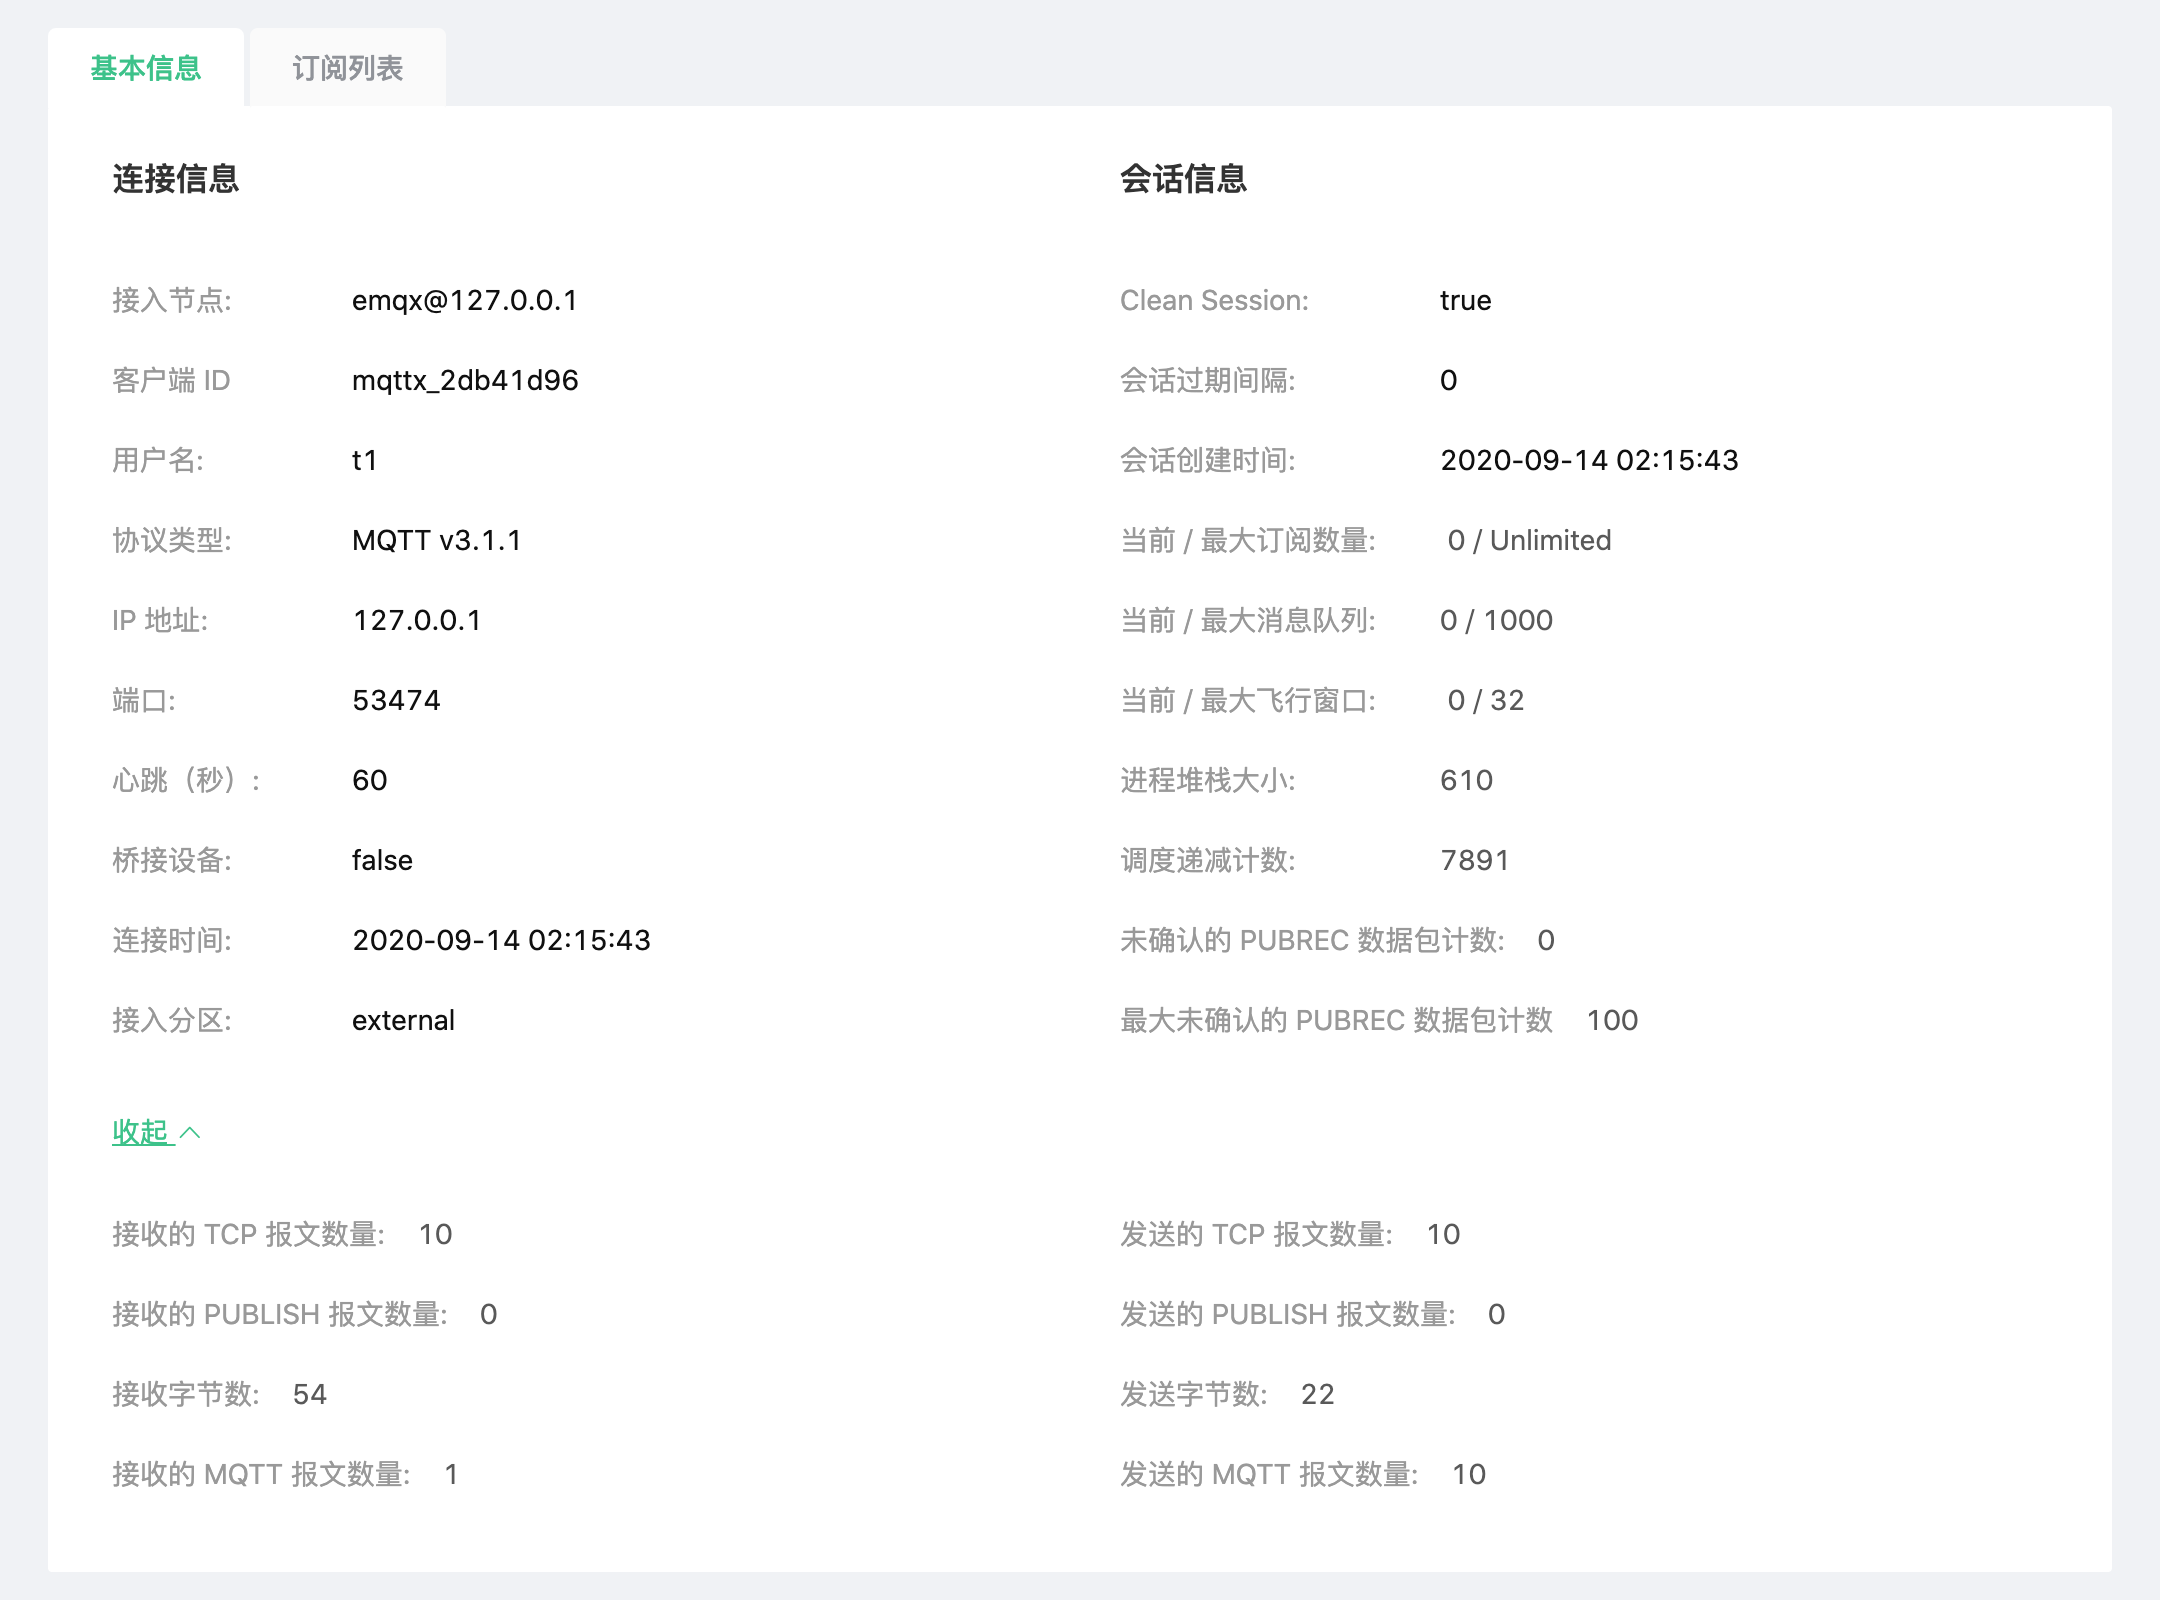 基本信息 订阅列表
连接信息
接入节点: emqx@127.0.0.1
客户端 ID mqttx_2db41d96
用户名: t1
协议类型: MQTT v3.1.1
IP 地址: 127.0.0.1
端口: 53474
心跳（秒）: 60
桥接设备: false
连接时间: 2020-09-14 02:15:43
接入分区: external
会话信息
Clean Session: true
会话过期间隔: 0
会话创建时间: 2020-09-14 02:15:43
当前 / 最大订阅数量: 0 / Unlimited
当前 / 最大消息队列: 0 / 1000
当前 / 最大飞行窗口: 0 / 32
进程堆栈大小: 610
调度递减计数: 7891
未确认的 PUBREC 数据包计数: 0
最大未确认的 PUBREC 数据包计数 100
收起
接收的 TCP 报文数量: 10
接收的 PUBLISH 报文数量: 0
接收字节数: 54
接收的 MQTT 报文数量: 1
发送的 TCP 报文数量: 10
发送的 PUBLISH 报文数量: 0
发送字节数: 22
发送的 MQTT 报文数量: 10